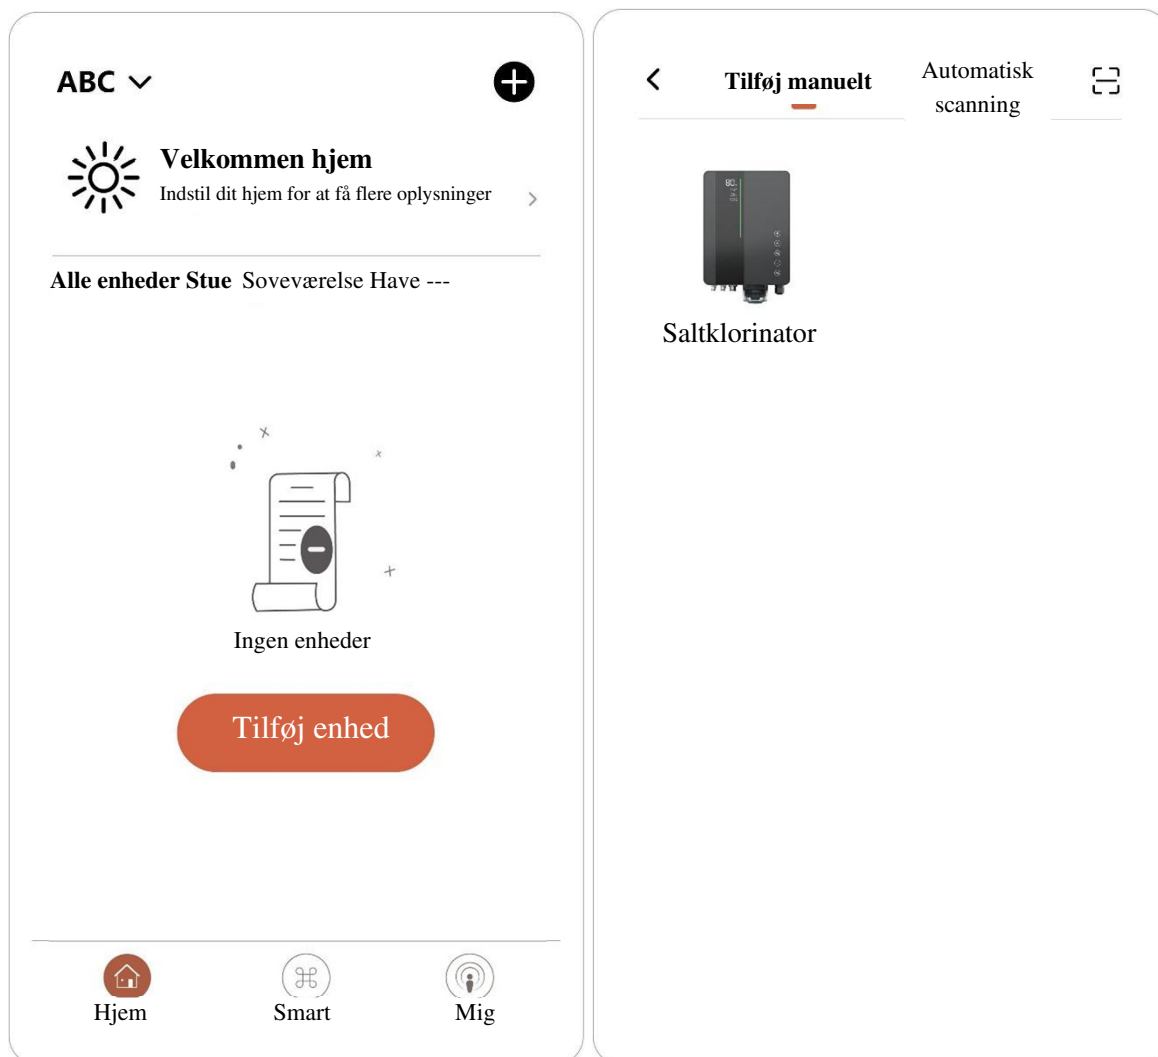 ABC
Velkommen hjem
Indstil dit hjem for at få flere oplysninger
Alle enheder Stue Soveværelse Have ---
Ingen enheder
Tilføj enhed
Hjem Smart Mig
Tilføj manuelt
Automatisk
scanning
80
Saltklorinator